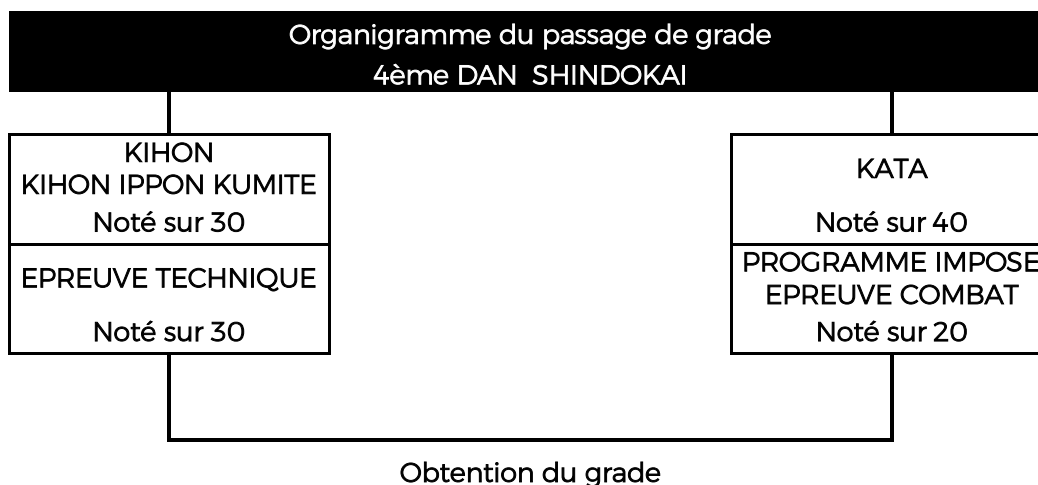 Organigramme du passage de grade
4ème DAN SHINDOKAI
KIHON
KIHON IPPON KUMITE
Noté sur 30
EPREUVE TECHNIQUE
Noté sur 30
KATA
Noté sur 40
PROGRAMME IMPOSE
EPREUVE COMBAT
Noté sur 20
Obtention du grade